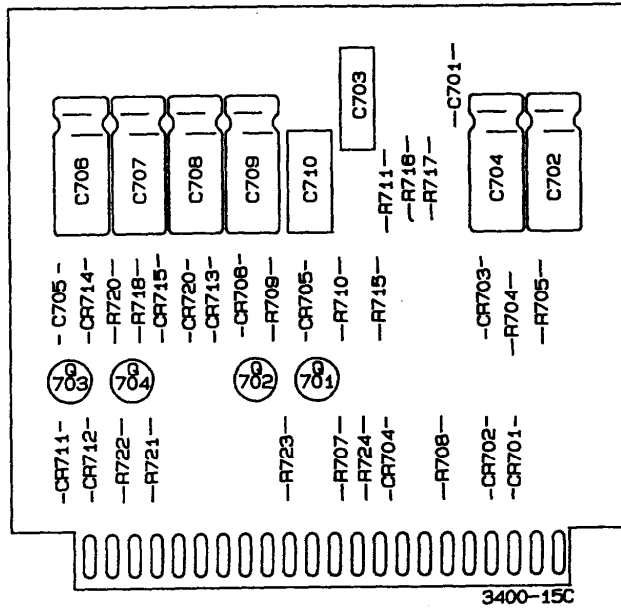 C703
-C701-
C706
C707
C708
C709
C710
-R711-
-R716-
-R717-
C704
C702
-C705-
-CR714-
-R720-
-R718-
-CR715-
-CR720-
-CR713-
-CR706-
-R709-
-CR705-
-R710-
-R715-
-CR703-
-R704-
-R705-
Q
703
Q
704
Q
702
Q
701
-CR711-
-CR712-
-R722-
-R721-
-R723-
-R707-
-R724-
-CR704-
-R708-
-CR702-
-CR701-
3400-15C